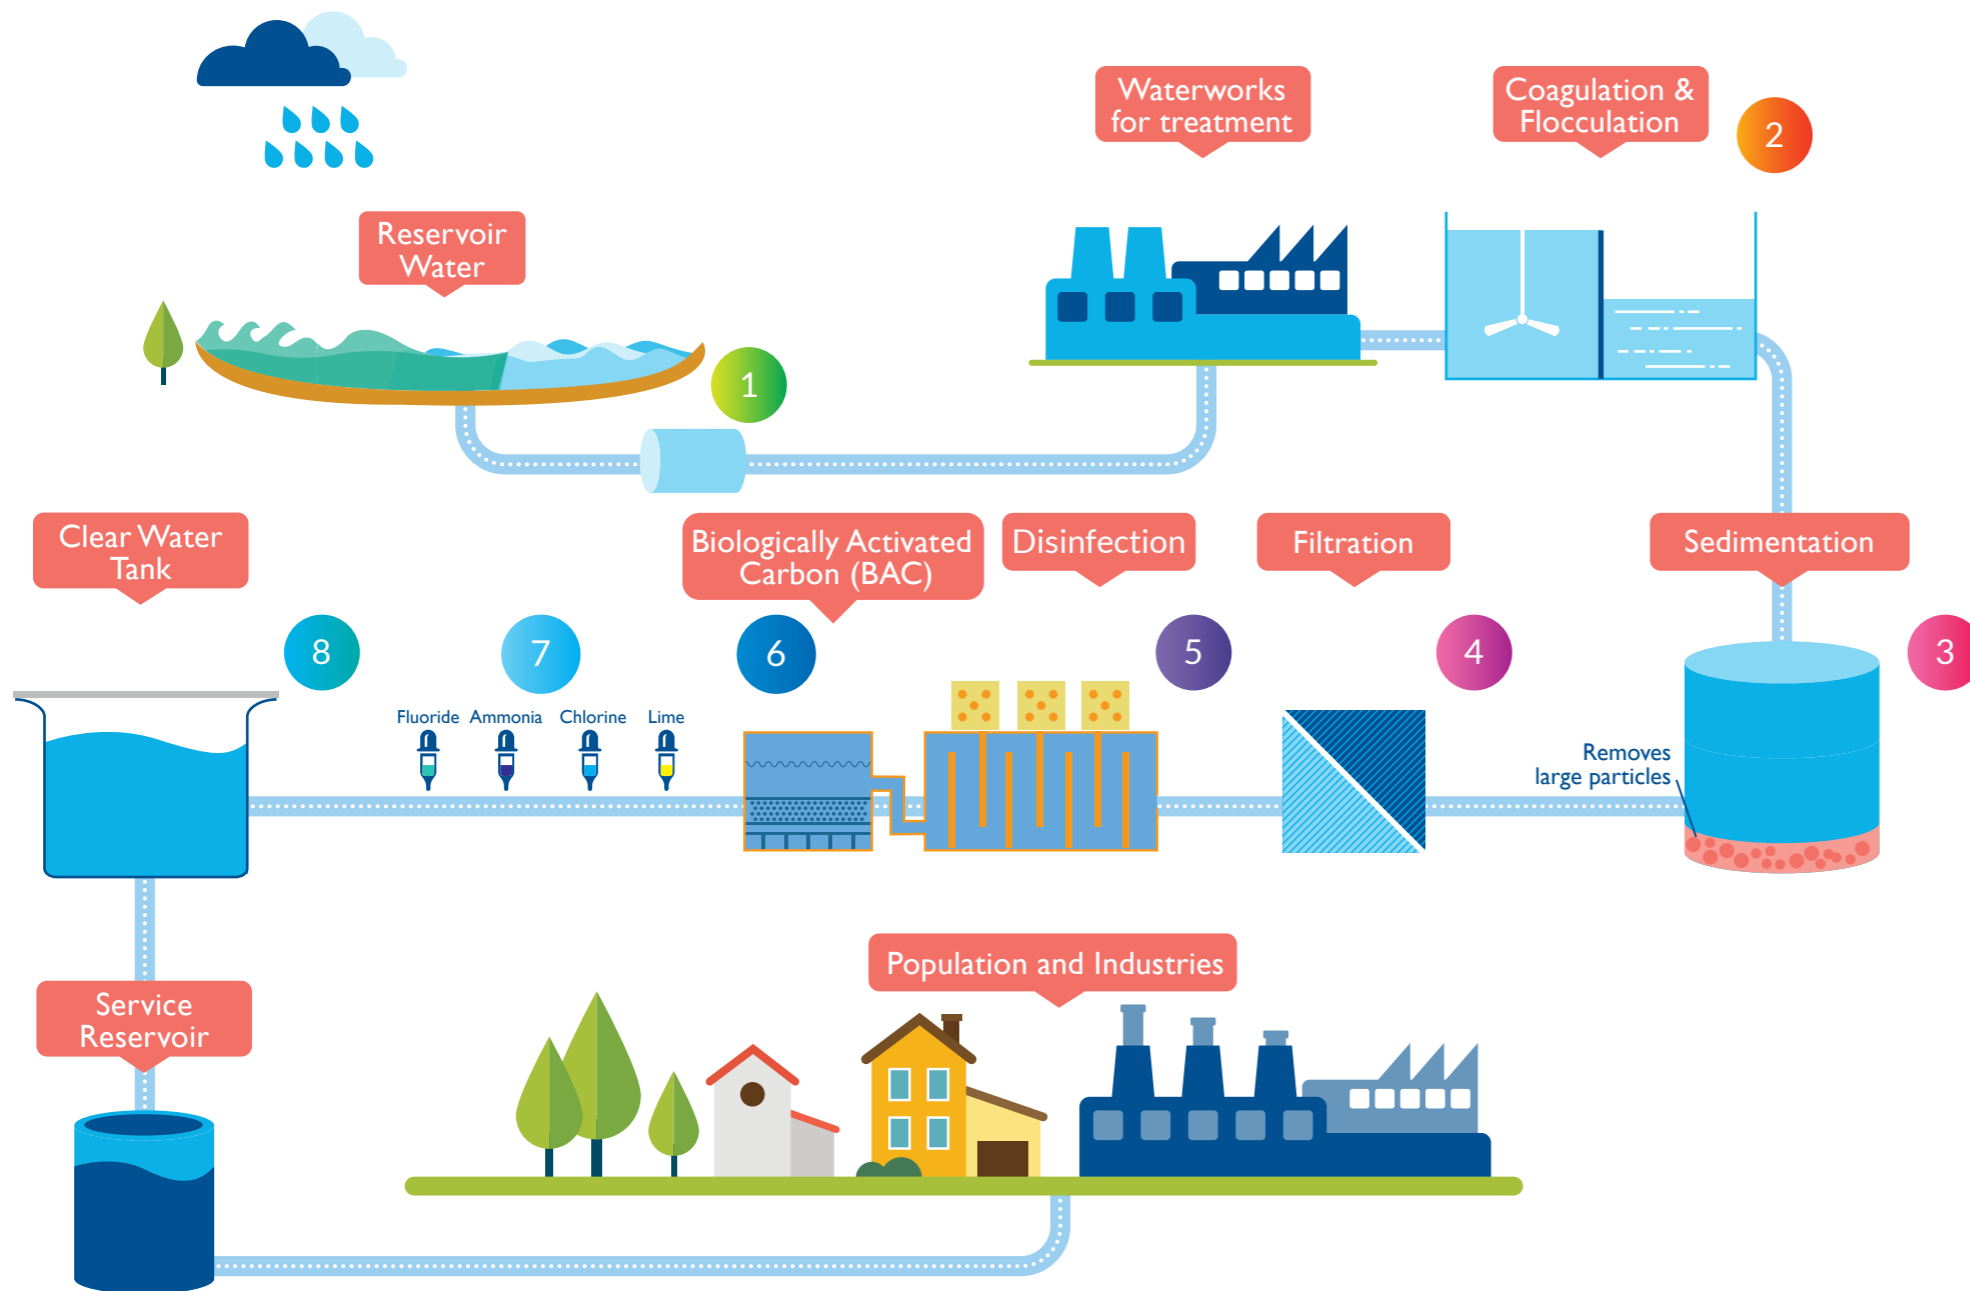 Waterworks
for treatment
Coagulation &
Flocculation
2
Reservoir
Water
1
Clear Water
Tank
Biologically Activated
Carbon (BAC)
Disinfection
Filtration
Sedimentation
8
7
6
5
4
3
Fluoride
Ammonia
Chlorine
Lime
Removes
large particles
Population and Industries
Service
Reservoir